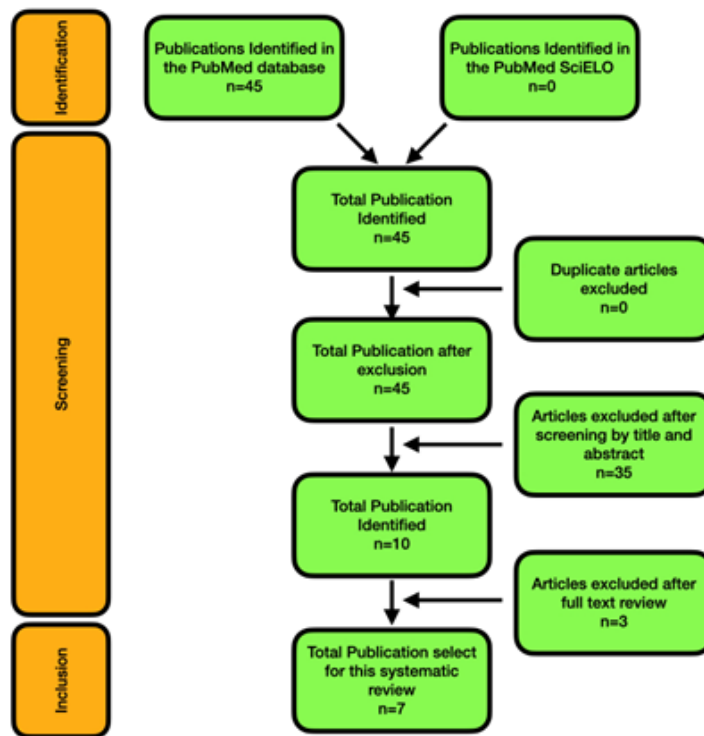 Identification
Publications Identified in
the PubMed database
n=45
Publications Identified in
the PubMed SciELO
n=0
Screening
Total Publication
Identified
n=45
Duplicate articles
excluded
n=0
Total Publication after
exclusion
n=45
Articles excluded after
screening by title and
abstract
n=35
Total Publication
Identified
n=10
Articles excluded after
full text review
n=3
Inclusion
Total Publication select
for this systematic
review
n=7